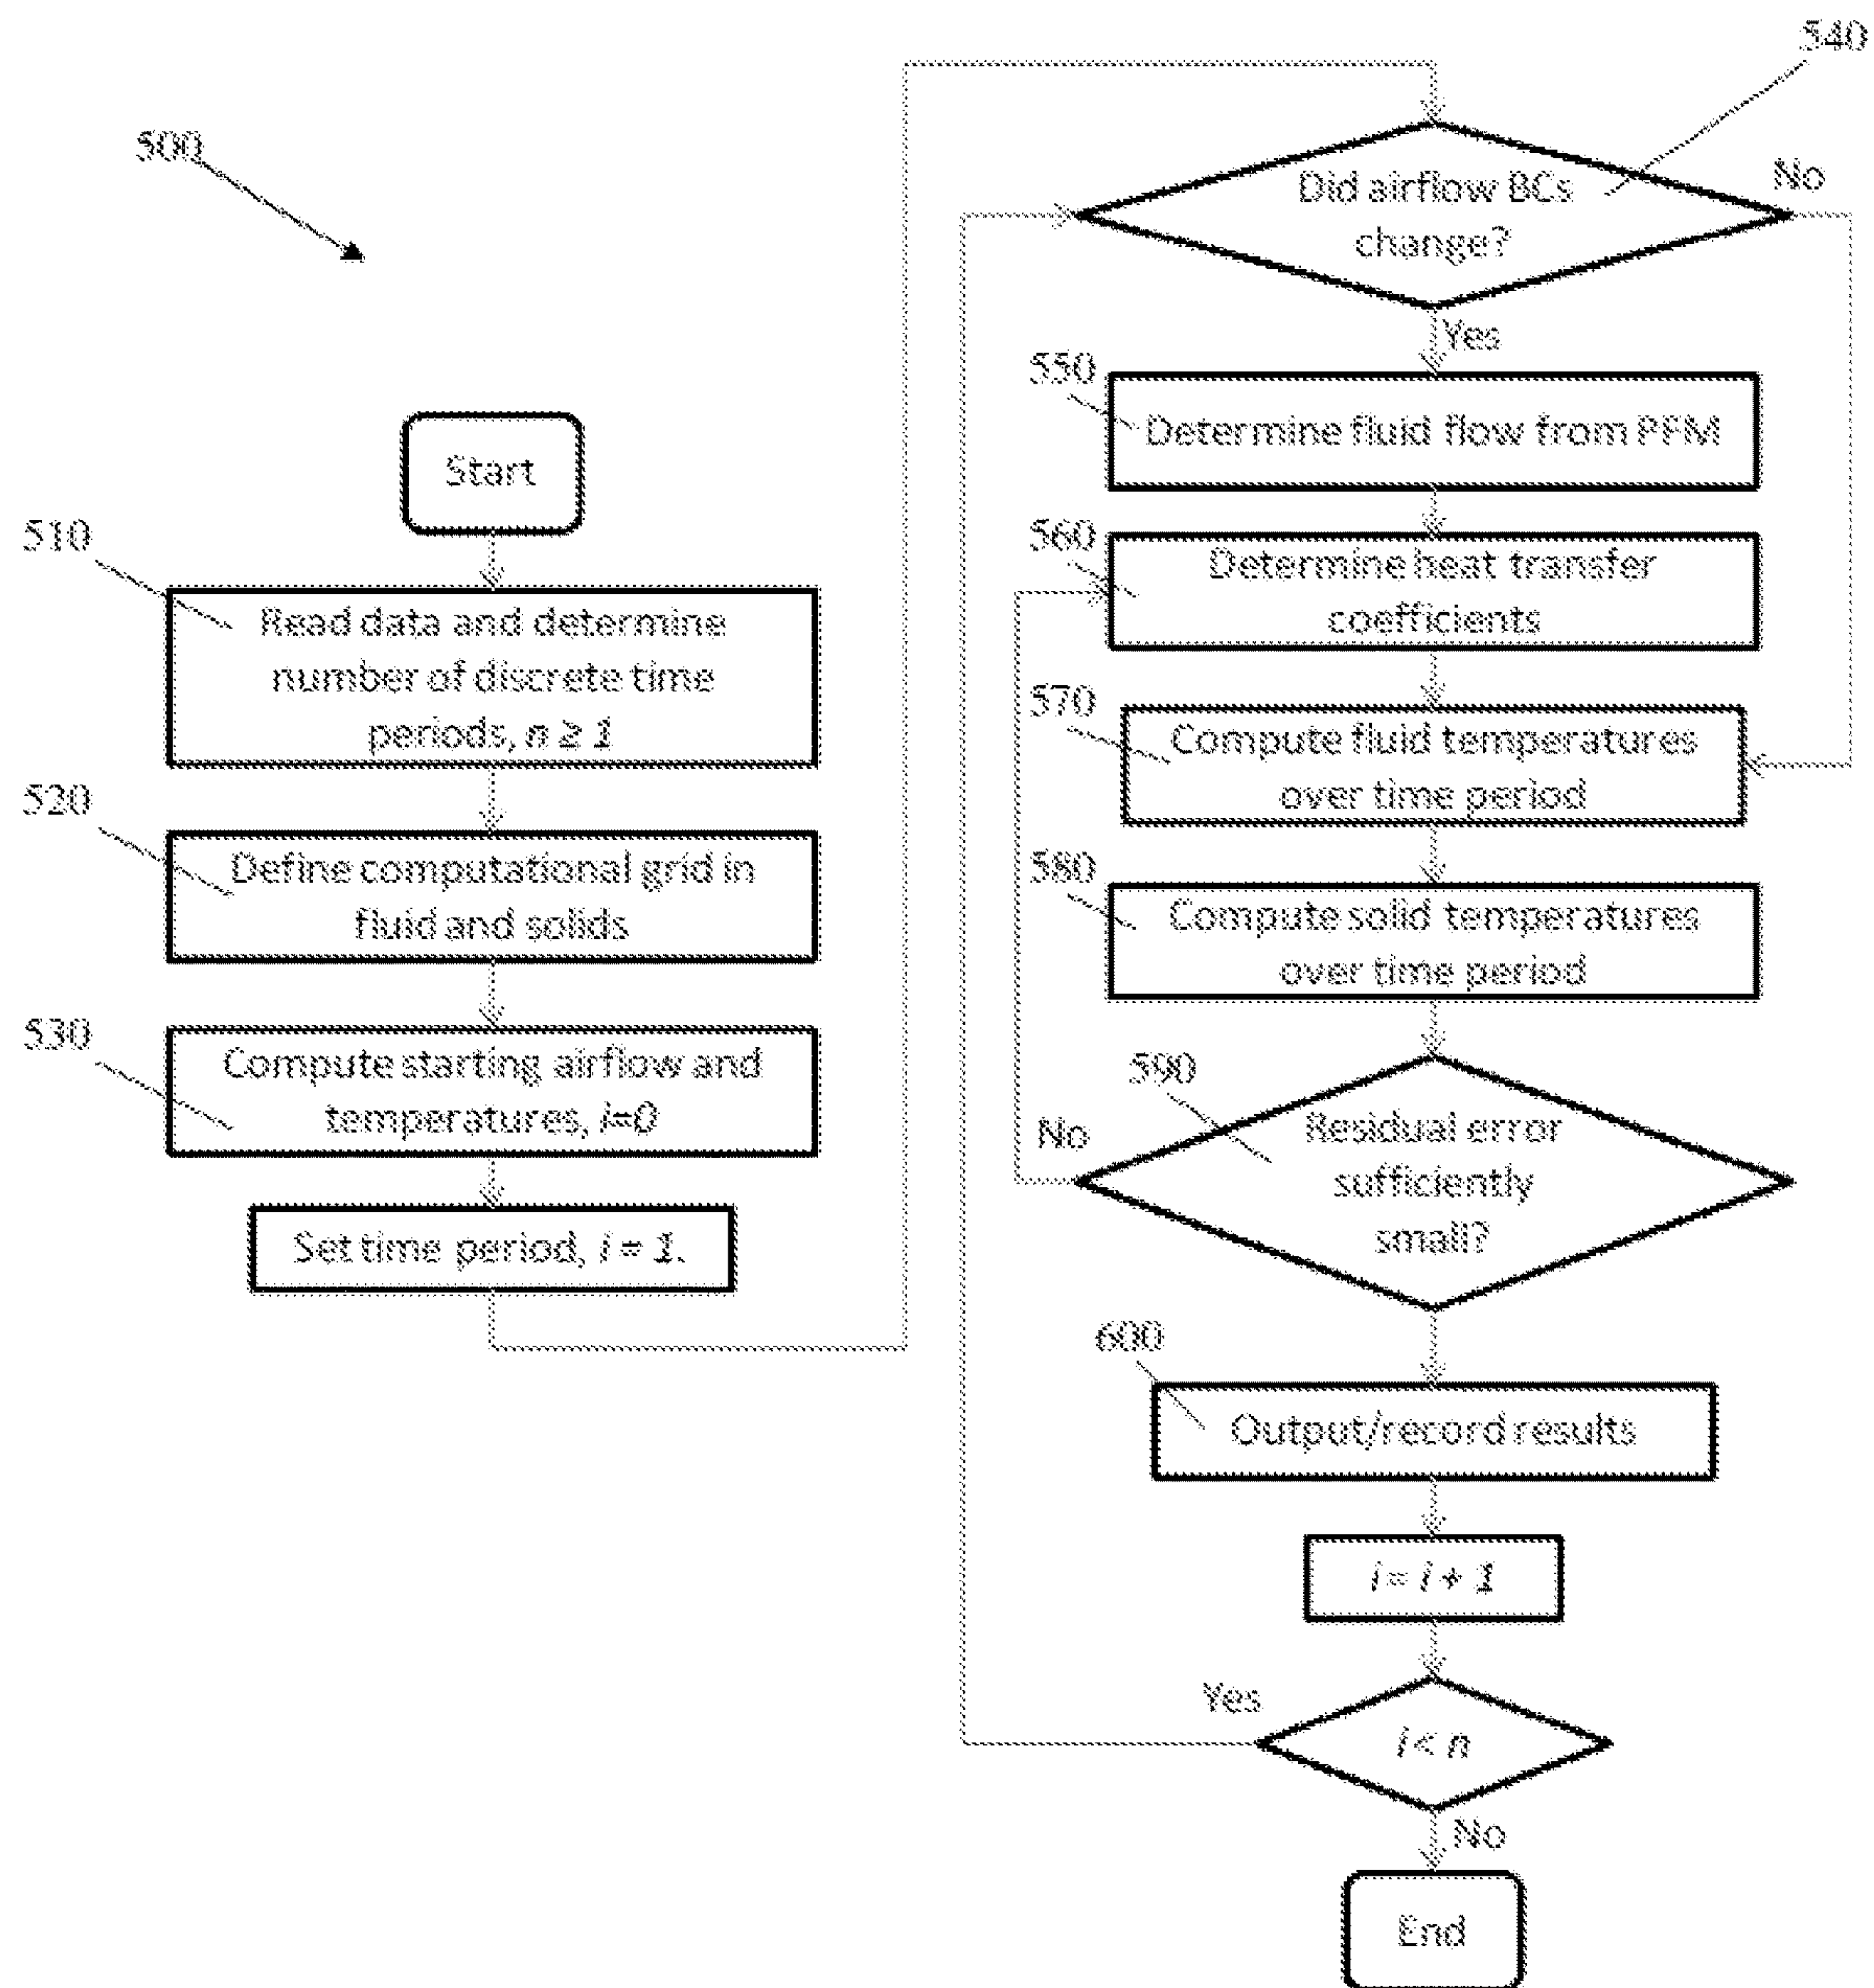 500
Start
510
Read data and determine
number of discrete time
periods, n ≥ 1
520
Define computational grid in
fluid and solids
530
Compute starting airflow and
temperatures, i=0
Set time period, i = 1.
540
Did airflow BCs
change?
No
Yes
550
Determine fluid flow from PFM
560
Determine heat transfer
coefficients
570
Compute fluid temperatures
over time period
580
Compute solid temperatures
over time period
590
Residual error
sufficiently
small?
No
600
Output/record results
i = i + 1
Yes
i < n
No
End